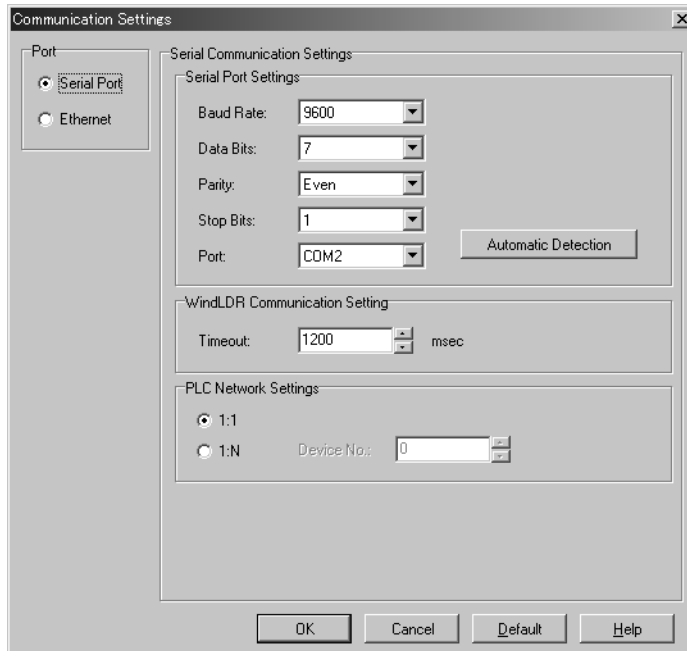 Communication Settings
Port
Serial Port
Ethernet
Serial Communication Settings
Serial Port Settings
Baud Rate: 9600
Data Bits: 7
Parity: Even
Stop Bits: 1
Port: COM2
Automatic Detection
WindLDR Communication Setting
Timeout: 1200 msec
PLC Network Settings
1:1
1:N Device No.: 0
OK Cancel Default Help